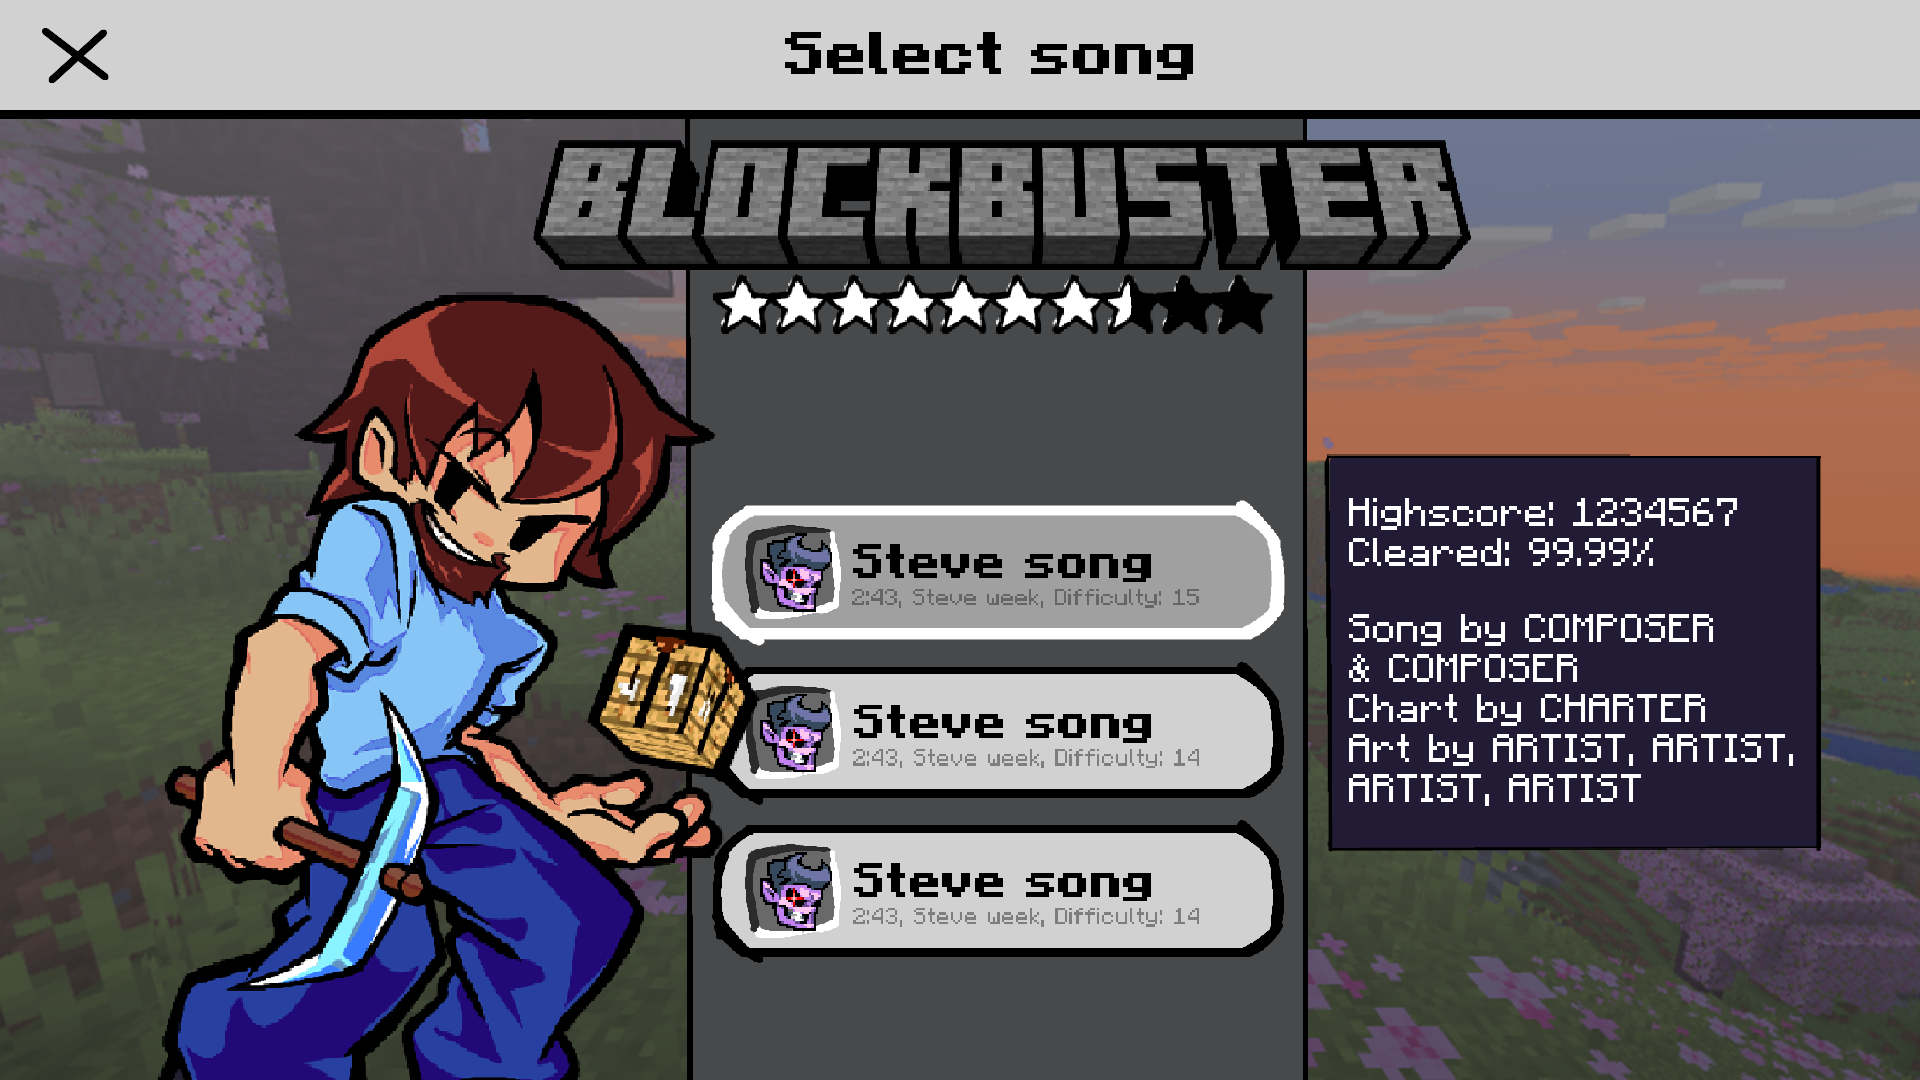 Select song
BLOCKBUSTER
Steve song
2:43, Steve week, Difficulty: 15
Steve song
2:43, Steve week, Difficulty: 14
Steve song
2:43, Steve week, Difficulty: 14
Highscore: 1234567
Cleared: 99.99%
Song by COMPOSER
& COMPOSER
Chart by CHARTER
Art by ARTIST, ARTIST,
ARTIST, ARTIST